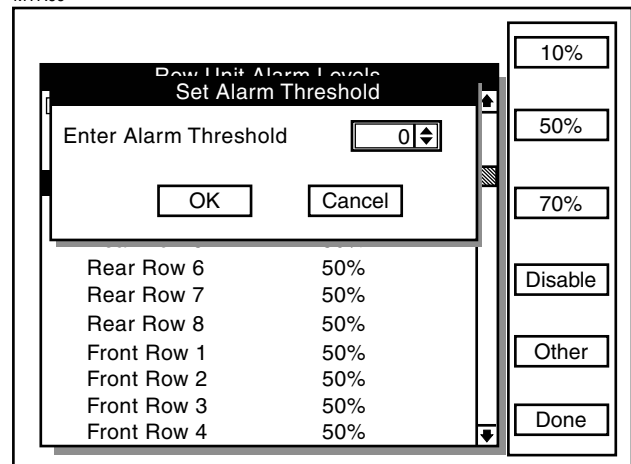 10%
Row Unit Alarm Levels
Set Alarm Threshold
Enter Alarm Threshold 0
50%
OK Cancel
70%
Rear Row 6 50%
Disable
Rear Row 7 50%
Rear Row 8 50%
Front Row 1 50%
Other
Front Row 2 50%
Front Row 3 50%
Done
Front Row 4 50%